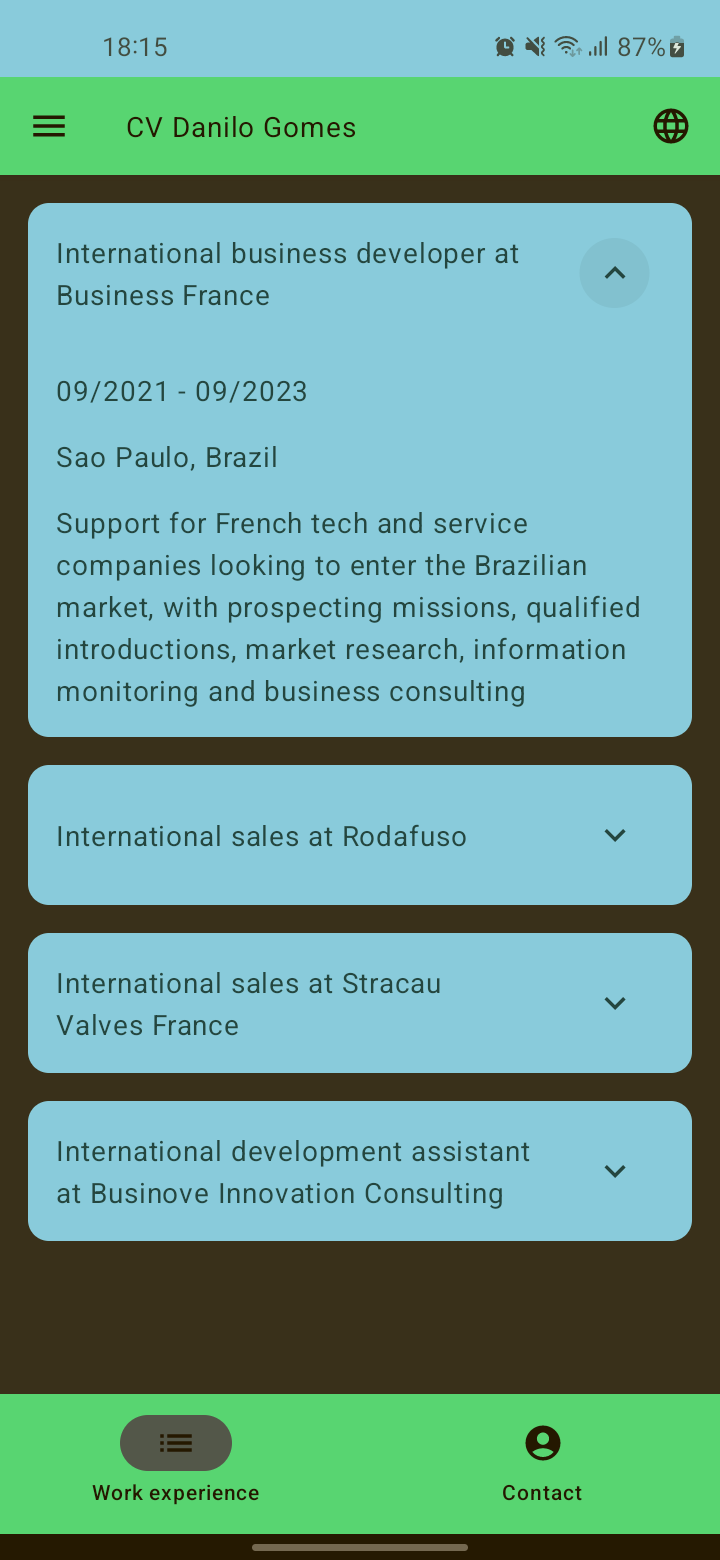 18:15
87%
CV Danilo Gomes
International business developer at
Business France
09/2021 - 09/2023
Sao Paulo, Brazil
Support for French tech and service
companies looking to enter the Brazilian
market, with prospecting missions, qualified
introductions, market research, information
monitoring and business consulting
International sales at Rodafuso
International sales at Stracau
Valves France
International development assistant
at Businove Innovation Consulting
Work experience
Contact